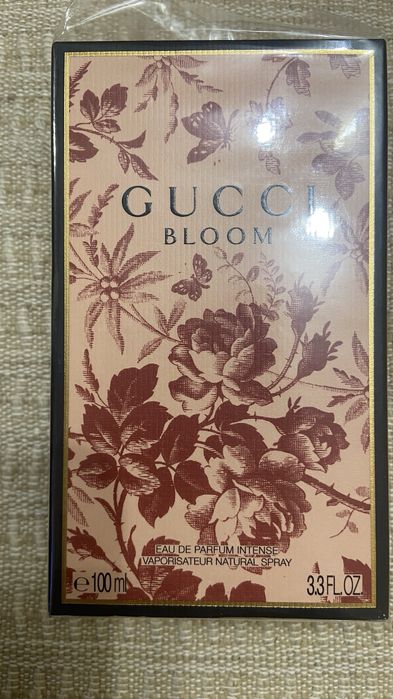 GUCCI
BLOOM
EAU DE PARFUM INTENSE
VAPORISATEUR NATURAL SPRAY
℮100 ml 3.3 FL.OZ.